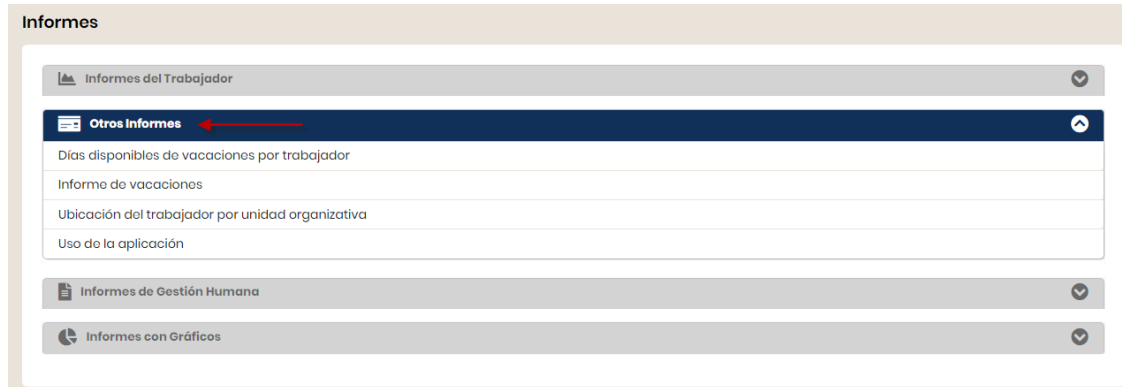 Informes
Informes del Trabajador
Otros Informes
Días disponibles de vacaciones por trabajador
Informe de vacaciones
Ubicación del trabajador por unidad organizativa
Uso de la aplicación
Informes de Gestión Humana
Informes con Gráficos